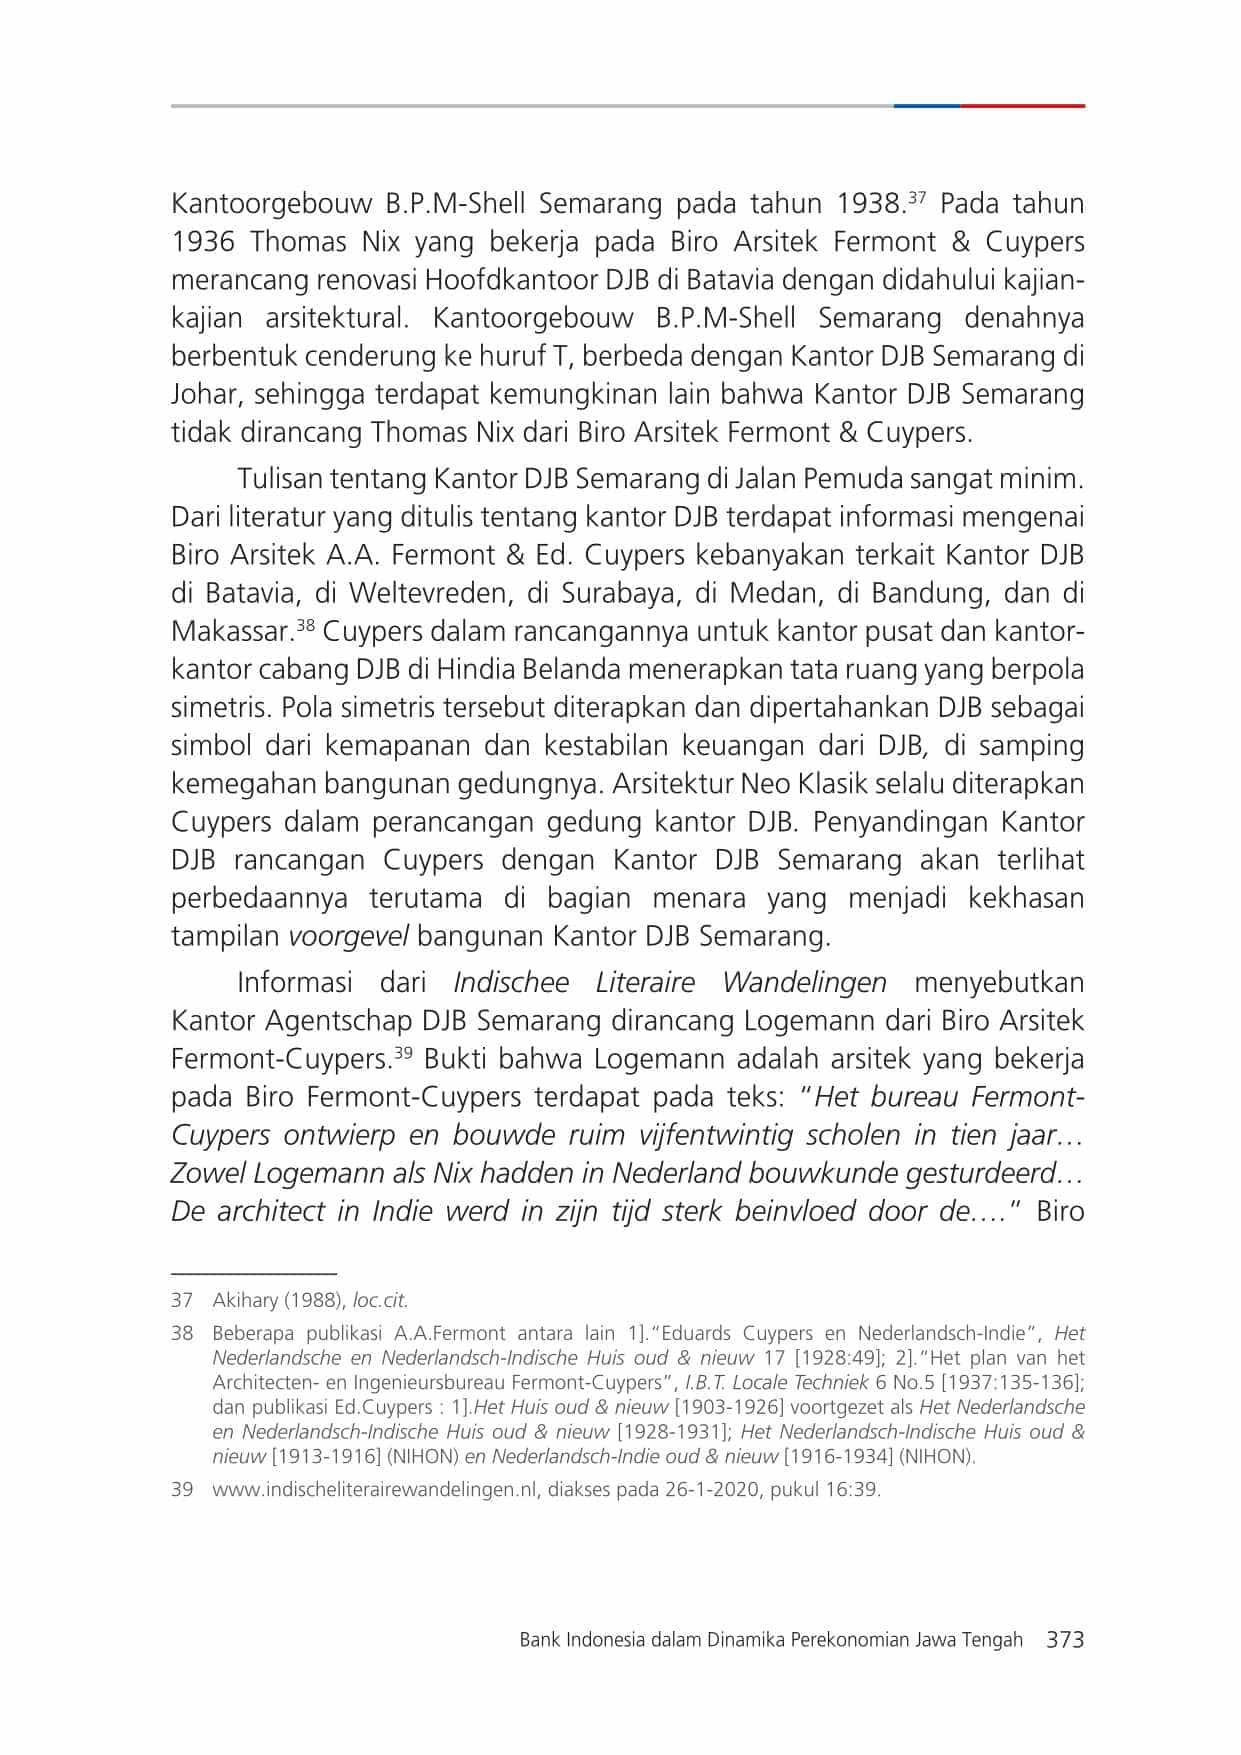 Kantoorgebouw B.P.M-Shell Semarang pada tahun 1938.37 Pada tahun
1936 Thomas Nix yang bekerja pada Biro Arsitek Fermont & Cuypers
merancang renovasi Hoofdkantoor DJB di Batavia dengan didahului kajian-
kajian arsitektural. Kantoorgebouw B.P.M-Shell Semarang denahnya
berbentuk cenderung ke huruf T, berbeda dengan Kantor DJB Semarang di
Johar, sehingga terdapat kemungkinan lain bahwa Kantor DJB Semarang
tidak dirancang Thomas Nix dari Biro Arsitek Fermont & Cuypers.
Tulisan tentang Kantor DJB Semarang di Jalan Pemuda sangat minim.
Dari literatur yang ditulis tentang kantor DJB terdapat informasi mengenai
Biro Arsitek A.A. Fermont & Ed. Cuypers kebanyakan terkait Kantor DJB
di Batavia, di Weltevreden, di Surabaya, di Medan, di Bandung, dan di
Makassar.38 Cuypers dalam rancangannya untuk kantor pusat dan kantor-
kantor cabang DJB di Hindia Belanda menerapkan tata ruang yang berpola
simetris. Pola simetris tersebut diterapkan dan dipertahankan DJB sebagai
simbol dari kemapanan dan kestabilan keuangan dari DJB, di samping
kemegahan bangunan gedungnya. Arsitektur Neo Klasik selalu diterapkan
Cuypers dalam perancangan gedung kantor DJB. Penyandingan Kantor
DJB rancangan Cuypers dengan Kantor DJB Semarang akan terlihat
perbedaannya terutama di bagian menara yang menjadi kekhasan
tampilan voorgevel bangunan Kantor DJB Semarang.
Informasi dari Indischee Literaire Wandelingen menyebutkan
Kantor Agentschap DJB Semarang dirancang Logemann dari Biro Arsitek
Fermont-Cuypers.39 Bukti bahwa Logemann adalah arsitek yang bekerja
pada Biro Fermont-Cuypers terdapat pada teks: “Het bureau Fermont-
Cuypers ontwierp en bouwde ruim vijfentwintig scholen in tien jaar…
Zowel Logemann als Nix hadden in Nederland bouwkunde gesturdeerd…
De architect in Indie werd in zijn tijd sterk beinvloed door de….” Biro
37 Akihary (1988), loc.cit.
38 Beberapa publikasi A.A.Fermont antara lain 1].“Eduards Cuypers en Nederlandsch-Indie”, Het
Nederlandsche en Nederlandsch-Indische Huis oud & nieuw 17 [1928:49]; 2].“Het plan van het
Architecten- en Ingenieursbureau Fermont-Cuypers”, I.B.T. Locale Techniek 6 No.5 [1937:135-136];
dan publikasi Ed.Cuypers : 1].Het Huis oud & nieuw [1903-1926] voortgezet als Het Nederlandsche
en Nederlandsch-Indische Huis oud & nieuw [1928-1931]; Het Nederlandsch-Indische Huis oud &
nieuw [1913-1916] (NIHON) en Nederlandsch-Indie oud & nieuw [1916-1934] (NIHON).
39 www.indischeliterairewandelingen.nl, diakses pada 26-1-2020, pukul 16:39.
Bank Indonesia dalam Dinamika Perekonomian Jawa Tengah 373